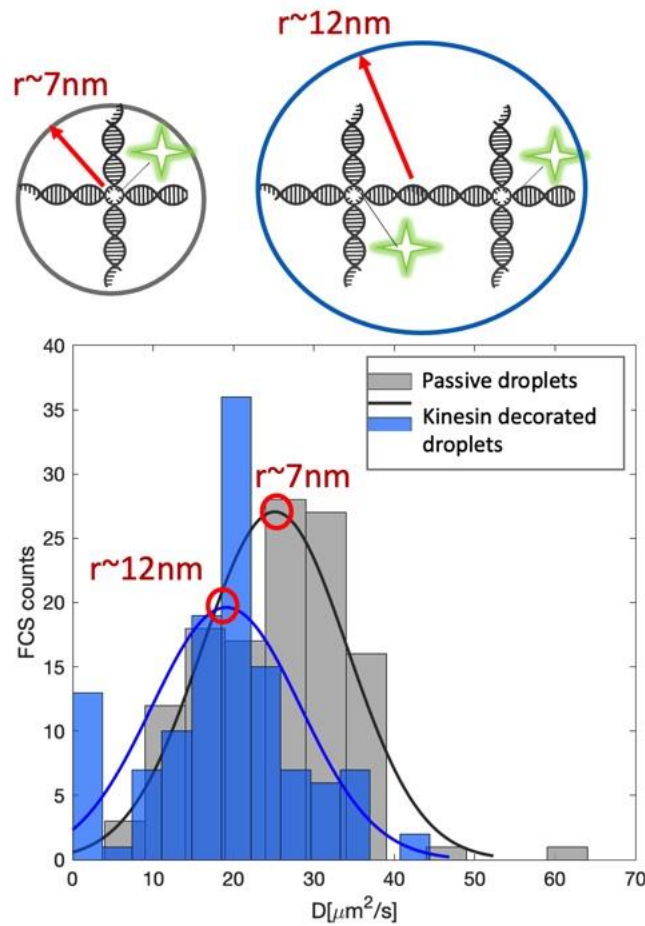 r~12nm
r~7nm
40
35
30
25
20
15
10
5
0
FCS counts
Passive droplets
Kinesin decorated
droplets
r~7nm
r~12nm
0 10 20 30 40 50 60 70
D[μm²/s]